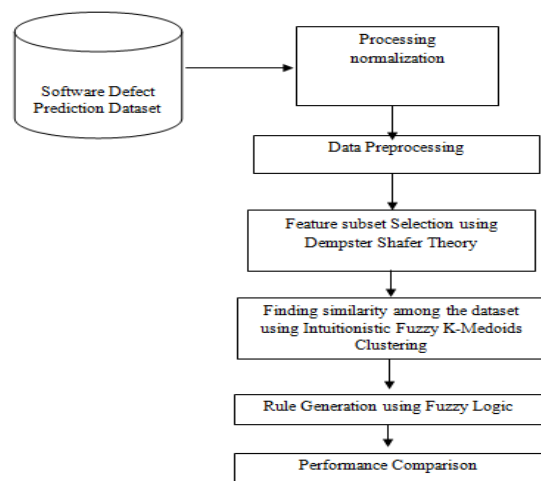 Software Defect
Prediction Dataset
Processing
normalization
Data Preprocessing
Feature subset Selection using
Dempster Shafer Theory
Finding similarity among the dataset
using Intuitionistic Fuzzy K-Medoids
Clustering
Rule Generation using Fuzzy Logic
Performance Comparison